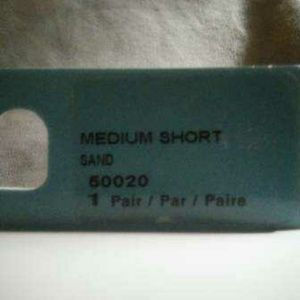 MEDIUM SHORT
SAND
50020
1 Pair / Par / Paire